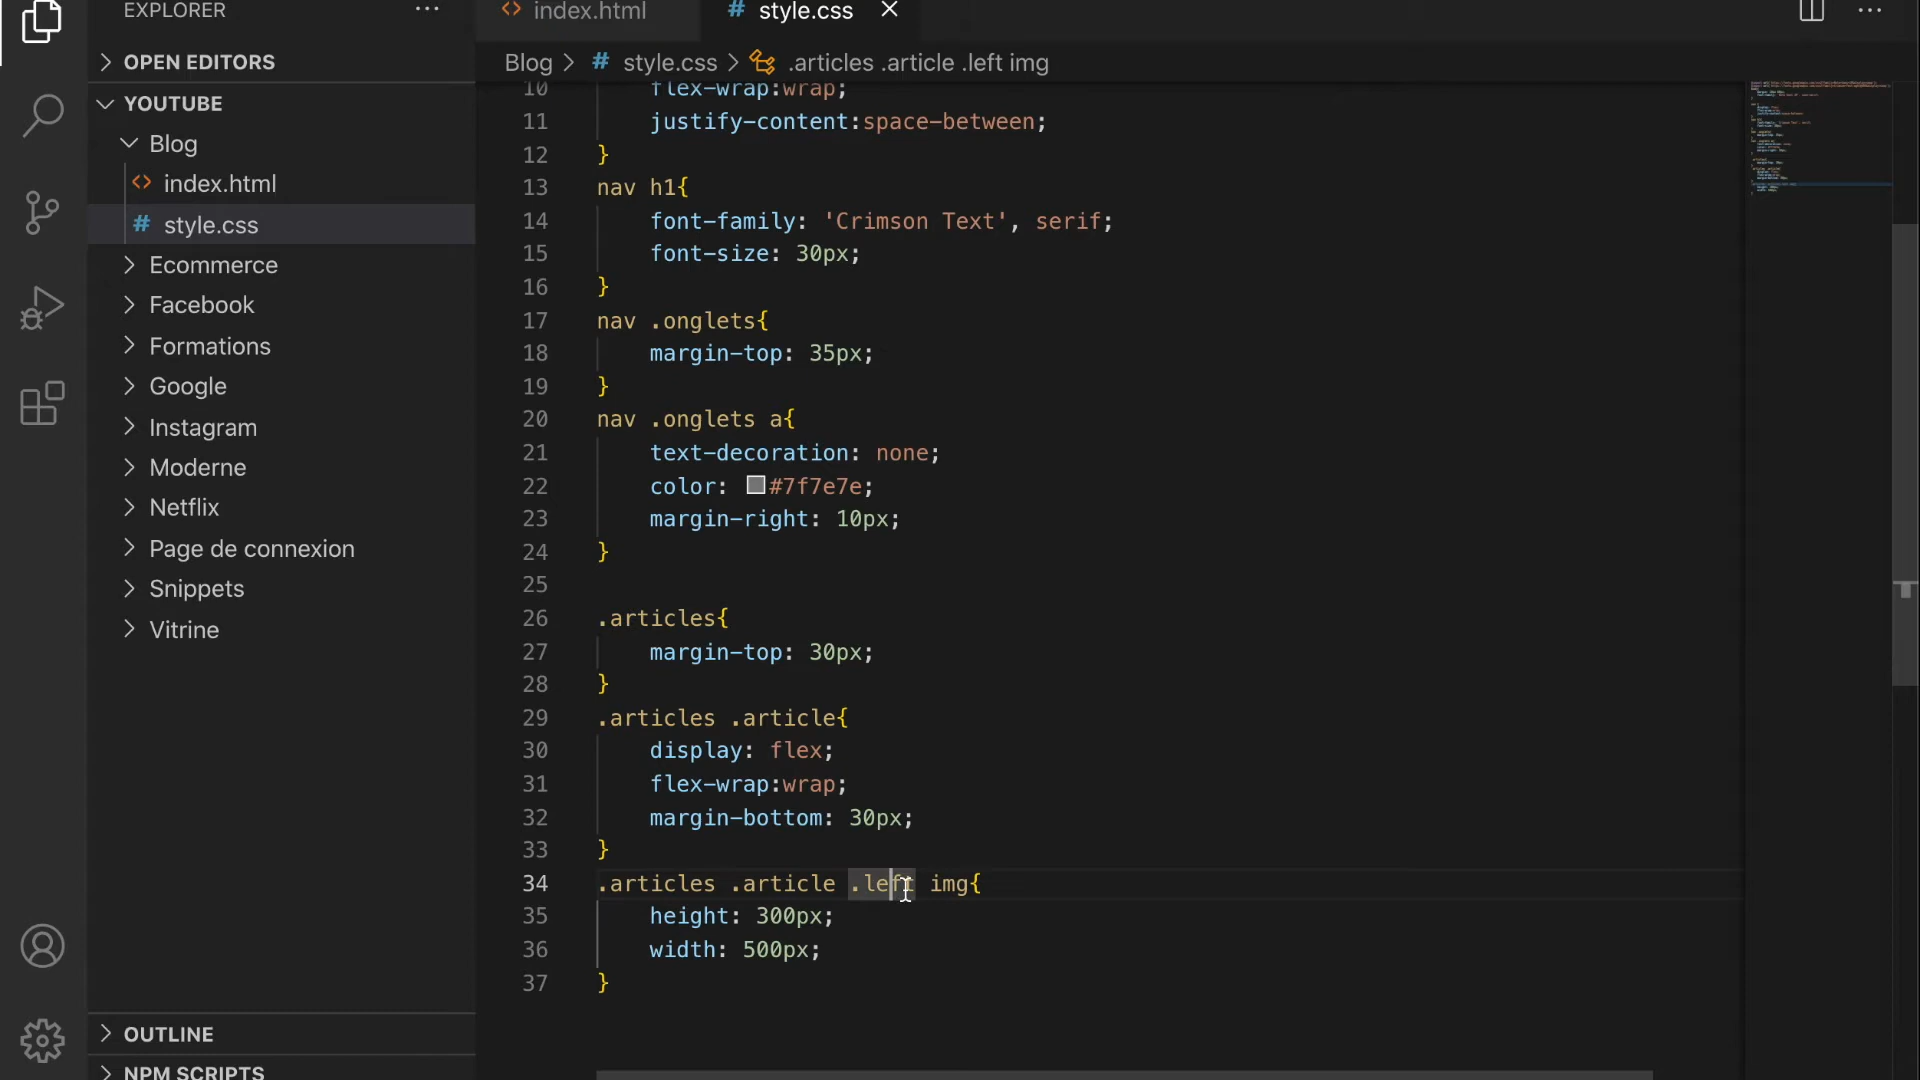 EXPLORER
OPEN EDITORS
YOUTUBE
Blog
index.html
style.css
Ecommerce
Facebook
Formations
Google
Instagram
Moderne
Netflix
Page de connexion
Snippets
Vitrine
OUTLINE
NPM SCRIPTS
index.html
style.css
Blog > # style.css > .articles .article .left img
10 flex-wrap:wrap;
11 justify-content:space-between;
12 }
13 nav h1{
14 font-family: 'Crimson Text', serif;
15 font-size: 30px;
16 }
17 nav .onglets{
18 margin-top: 35px;
19 }
20 nav .onglets a{
21 text-decoration: none;
22 color: #7f7e7e;
23 margin-right: 10px;
24 }
25
26 .articles{
27 margin-top: 30px;
28 }
29 .articles .article{
30 display: flex;
31 flex-wrap:wrap;
32 margin-bottom: 30px;
33 }
34 .articles .article .left img{
35 height: 300px;
36 width: 500px;
37 }